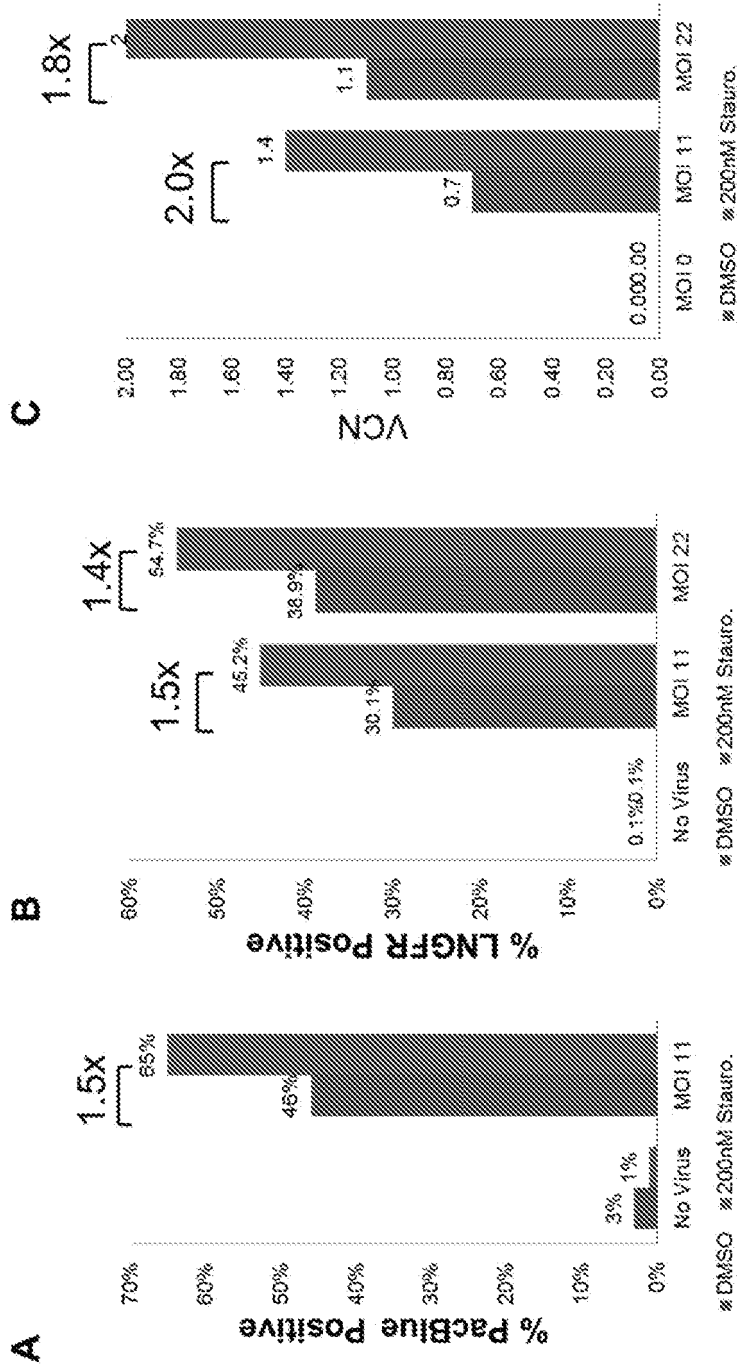 A
% PacBlue Positive
70%
60%
50%
40%
30%
20%
10%
0%
3%
1%
46%
65%
1.5x
No Virus
MOI 11
DMSO
200nM Stauro.
B
% LNGFR Positive
60%
50%
40%
30%
20%
10%
0%
0.1%0.1%
30.1%
45.2%
1.5x
38.9%
54.7%
1.4x
No Virus
MOI 11
MOI 22
DMSO
200nM Stauro.
C
VCN
2.00
1.80
1.60
1.40
1.20
1.00
0.80
0.60
0.40
0.20
0.00
0.000.00
0.7
1.4
2.0x
1.1
2
1.8x
MOI 0
MOI 11
MOI 22
DMSO
200nM Stauro.